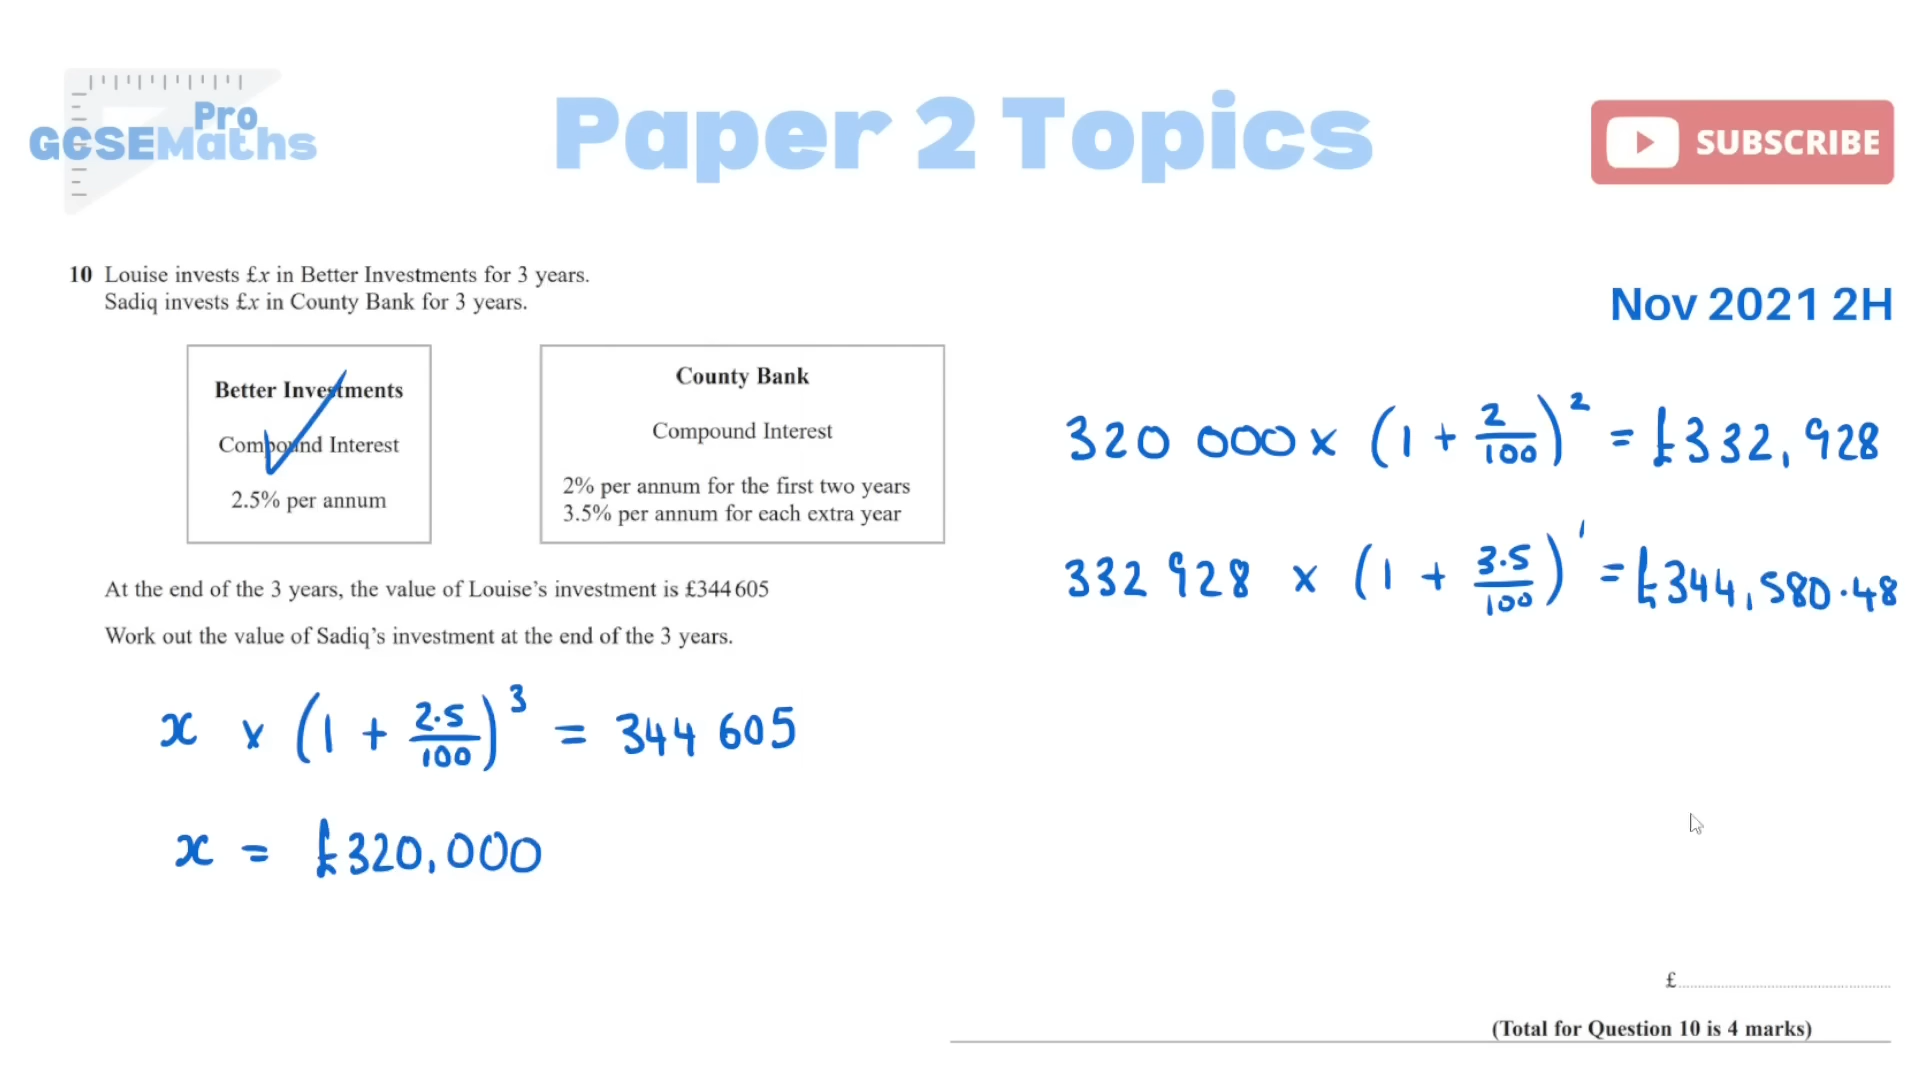 Pro
GCSEMaths
Paper 2 Topics
SUBSCRIBE
10 Louise invests £x in Better Investments for 3 years.
Sadiq invests £x in County Bank for 3 years.
Nov 2021 2H
Better Investments
Compound Interest
2.5% per annum
County Bank
Compound Interest
2% per annum for the first two years
3.5% per annum for each extra year
At the end of the 3 years, the value of Louise's investment is £344 605
Work out the value of Sadiq's investment at the end of the 3 years.
x × (1 + 2.5/100)³ = 344 605
x = £320,000
320 000 × (1 + 2/100)² = £332,928
332 928 × (1 + 3.5/100)¹ = £344,580.48
£
(Total for Question 10 is 4 marks)